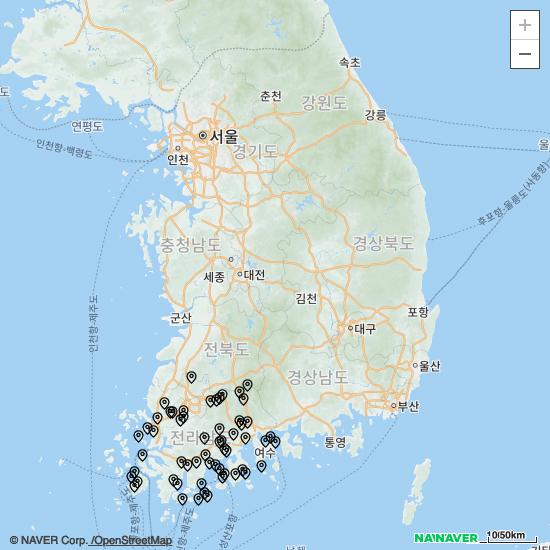 +
−
속초
춘천
강원도
강릉
도
연평도
서울
인천
경기도
울
인천항-백령도
후포항-울릉도(사동항)
충청남도
경상북도
세종
대전
김천
인천항-제주도
포항
군산
대구
전북도
울산
경상남도
부산
전라
통영
여수
© NAVER Corp. /OpenStreetMap
NAVER
10/50km